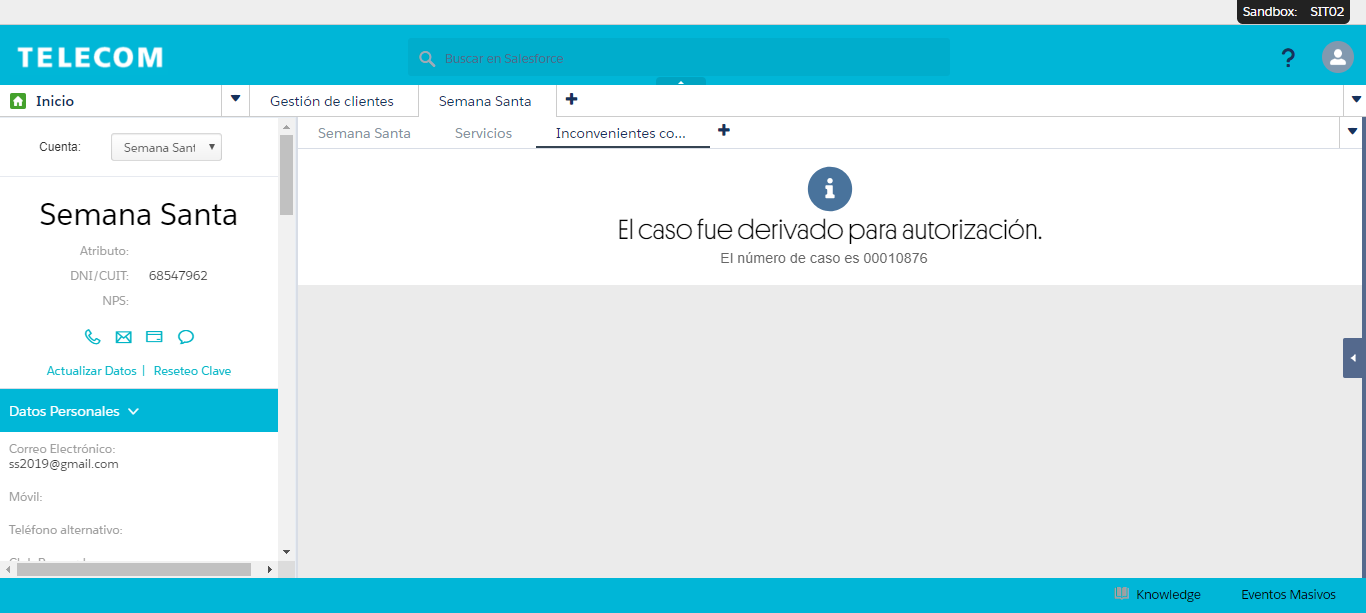 Sandbox: SIT02
TELECOM
Buscar en Salesforce
?
Inicio
Gestión de clientes
Semana Santa
Semana Santa
Servicios
Inconvenientes co...
Cuenta:
Semana Sant
Semana Santa
Atributo:
DNI/CUIT: 68547962
NPS:
Actualizar Datos | Reseteo Clave
Datos Personales
Correo Electrónico:
ss2019@gmail.com
Móvil:
Teléfono alternativo:
El caso fue derivado para autorización.
El número de caso es 00010876
Knowledge
Eventos Masivos